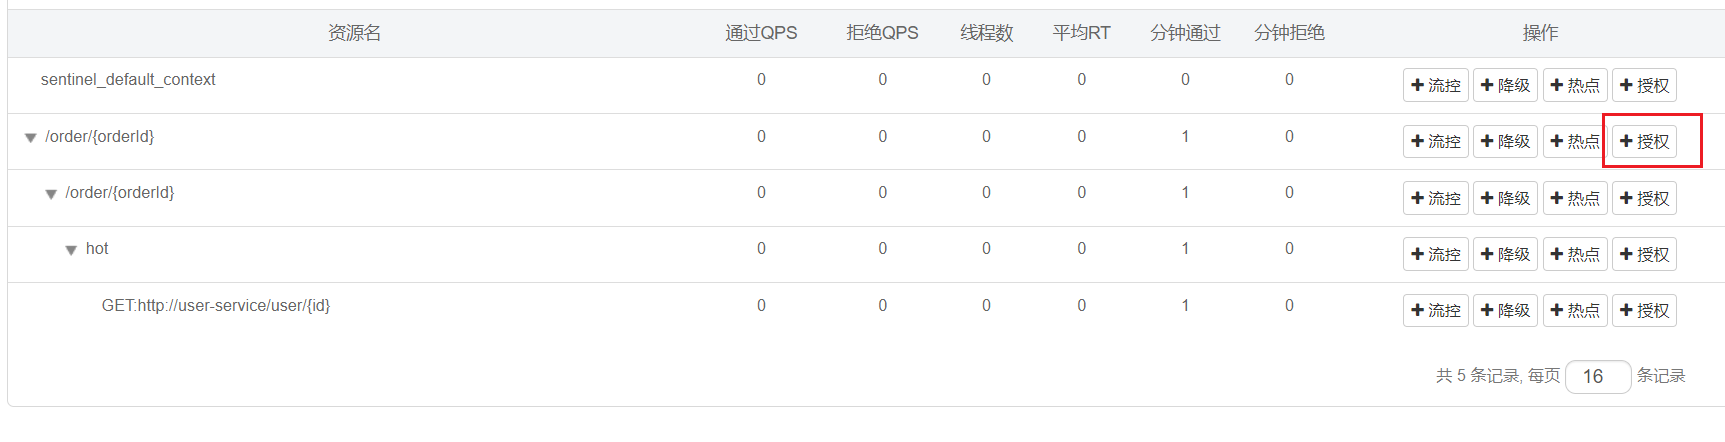 资源名 通过QPS 拒绝QPS 线程数 平均RT 分钟通过 分钟拒绝 操作
sentinel_default_context 0 0 0 0 0 0 流控 降级 热点 授权
/order/{orderId} 0 0 0 0 1 0 流控 降级 热点 授权
/order/{orderId} 0 0 0 0 1 0 流控 降级 热点 授权
hot 0 0 0 0 1 0 流控 降级 热点 授权
GET:http://user-service/user/{id} 0 0 0 0 1 0 流控 降级 热点 授权
共 5 条记录, 每页 16 条记录